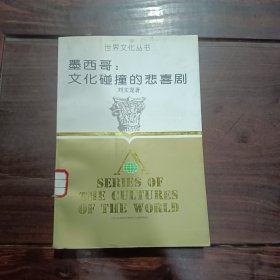 世界文化丛书
墨西哥：
文化碰撞的悲喜剧
刘文龙著
SERIES OF
THE CULTURES
OF THE WORLD